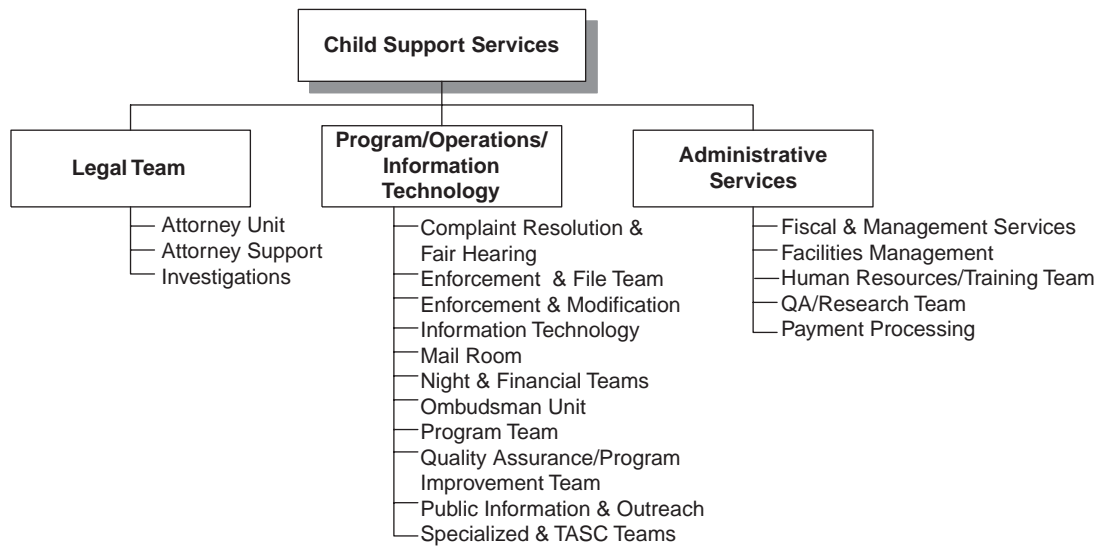 Child Support Services
Legal Team
Attorney Unit
Attorney Support
Investigations
Program/Operations/
Information
Technology
Complaint Resolution &
Fair Hearing
Enforcement & File Team
Enforcement & Modification
Information Technology
Mail Room
Night & Financial Teams
Ombudsman Unit
Program Team
Quality Assurance/Program
Improvement Team
Public Information & Outreach
Specialized & TASC Teams
Administrative
Services
Fiscal & Management Services
Facilities Management
Human Resources/Training Team
QA/Research Team
Payment Processing